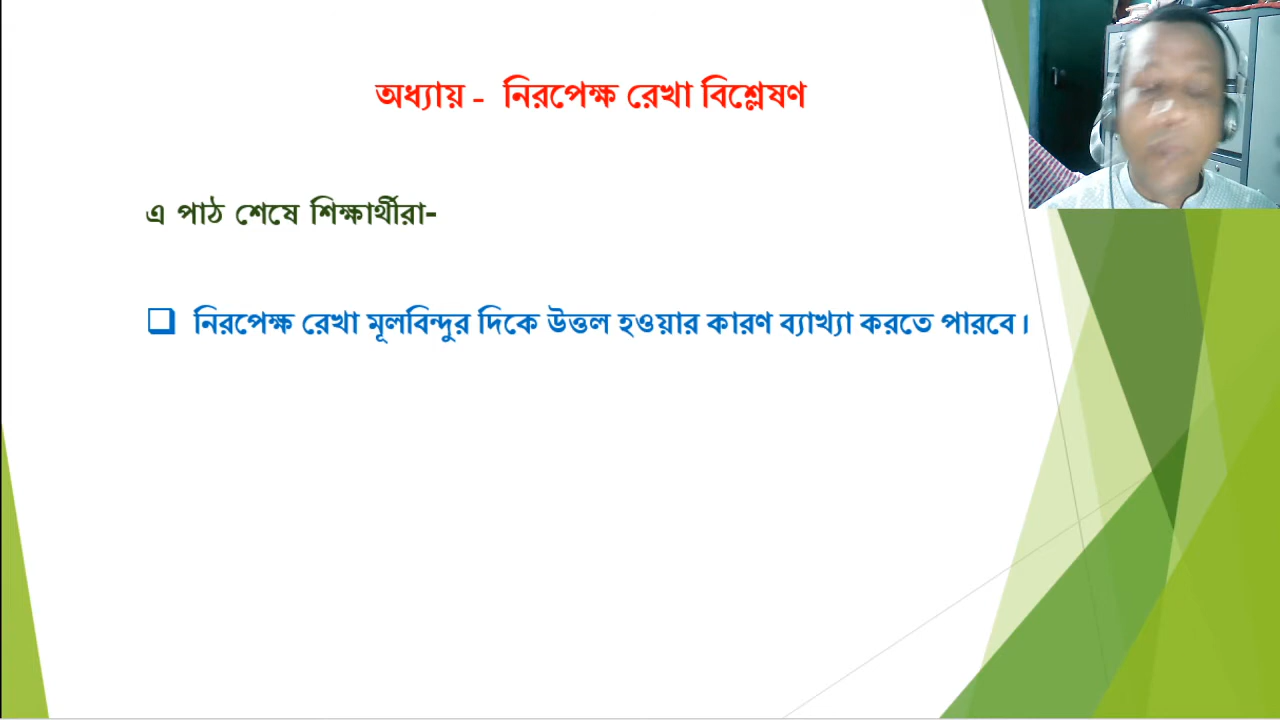 অধ্যায় - নিরপেক্ষ রেখা বিশ্লেষণ
এ পাঠ শেষে শিক্ষার্থীরা-
❑ নিরপেক্ষ রেখা মূলবিন্দুর দিকে উত্তল হওয়ার কারণ ব্যাখ্যা করতে পারবে।